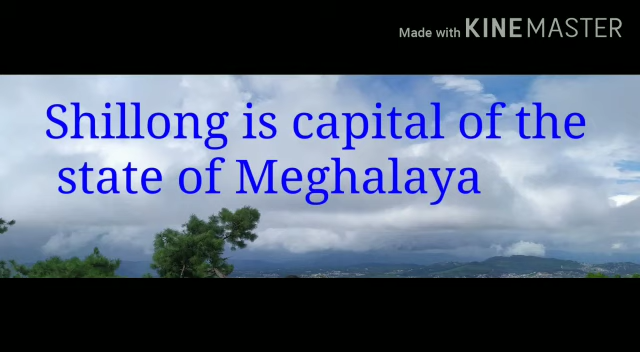 Made with KINEMASTER
Shillong is capital of the
state of Meghalaya